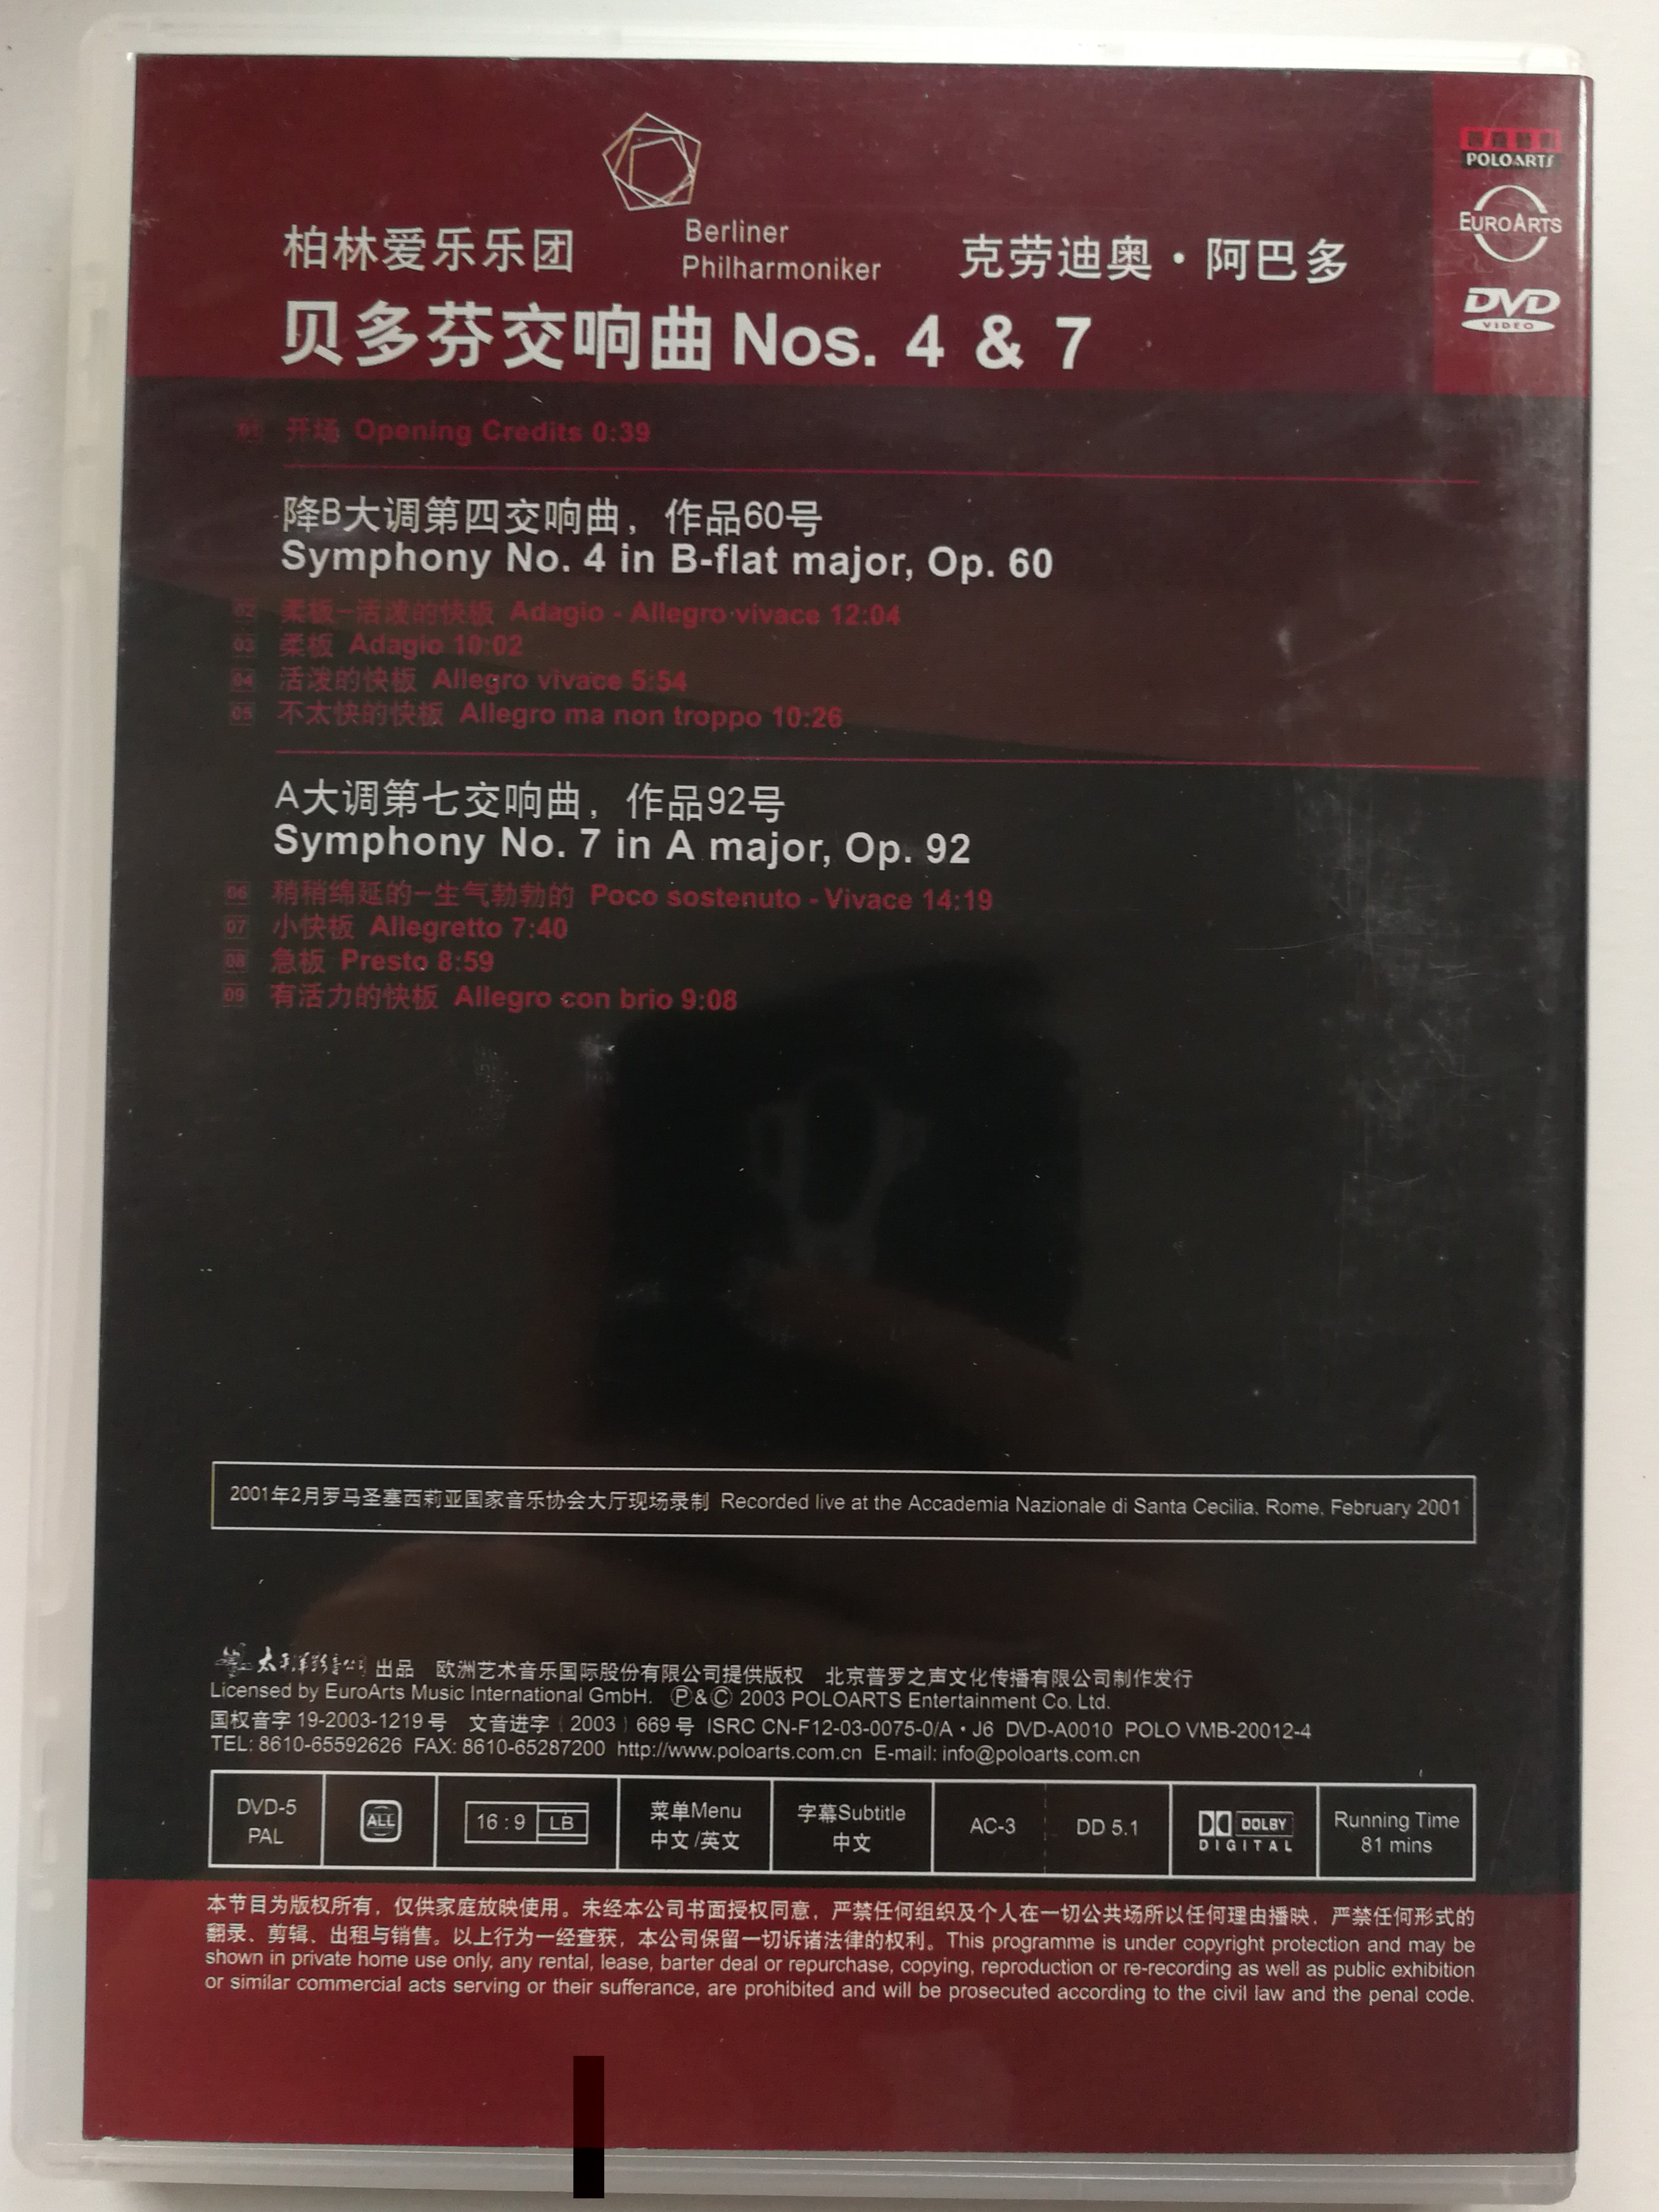 POLOARTS
EUROARTS
DVD
VIDEO
柏林爱乐乐团
Berliner
Philharmoniker
克劳迪奥·阿巴多
贝多芬交响曲 Nos. 4 & 7
01 开场 Opening Credits 0:39
降B大调第四交响曲，作品60号
Symphony No. 4 in B-flat major, Op. 60
02 柔板–活泼的快板 Adagio - Allegro vivace 12:04
03 柔板 Adagio 10:02
04 活泼的快板 Allegro vivace 5:54
05 不太快的快板 Allegro ma non troppo 10:26
A大调第七交响曲，作品92号
Symphony No. 7 in A major, Op. 92
06 稍稍绵延的–生气勃勃的 Poco sostenuto - Vivace 14:19
07 小快板 Allegretto 7:40
08 急板 Presto 8:59
09 有活力的快板 Allegro con brio 9:08
2001年2月罗马圣塞西莉亚国家音乐协会大厅现场录制 Recorded live at the Accademia Nazionale di Santa Cecilia, Rome, February 2001
太平洋影音公司 出品 欧洲艺术音乐国际股份有限公司提供版权 北京普罗之声文化传播有限公司制作发行
Licensed by EuroArts Music International GmbH. Ⓟ&Ⓒ 2003 POLOARTS Entertainment Co. Ltd.
国权音字 19-2003-1219 号 文音进字（2003）669 号 ISRC CN-F12-03-0075-0/A·J6 DVD-A0010 POLO VMB-20012-4
TEL: 8610-65592626 FAX: 8610-65287200 http://www.poloarts.com.cn E-mail: info@poloarts.com.cn
DVD-5
PAL
ALL
16:9 LB
菜单Menu
中文/英文
字幕Subtitle
中文
AC-3
DD 5.1
DOLBY
DIGITAL
Running Time
81 mins
本节目为版权所有，仅供家庭放映使用。未经本公司书面授权同意，严禁任何组织及个人在一切公共场所以任何理由播映，严禁任何形式的
翻录、剪辑、出租与销售。以上行为一经查获，本公司保留一切诉诸法律的权利。This programme is under copyright protection and may be
shown in private home use only, any rental, lease, barter deal or repurchase, copying, reproduction or re-recording as well as public exhibition
or similar commercial acts serving or their sufferance, are prohibited and will be prosecuted according to the civil law and the penal code.